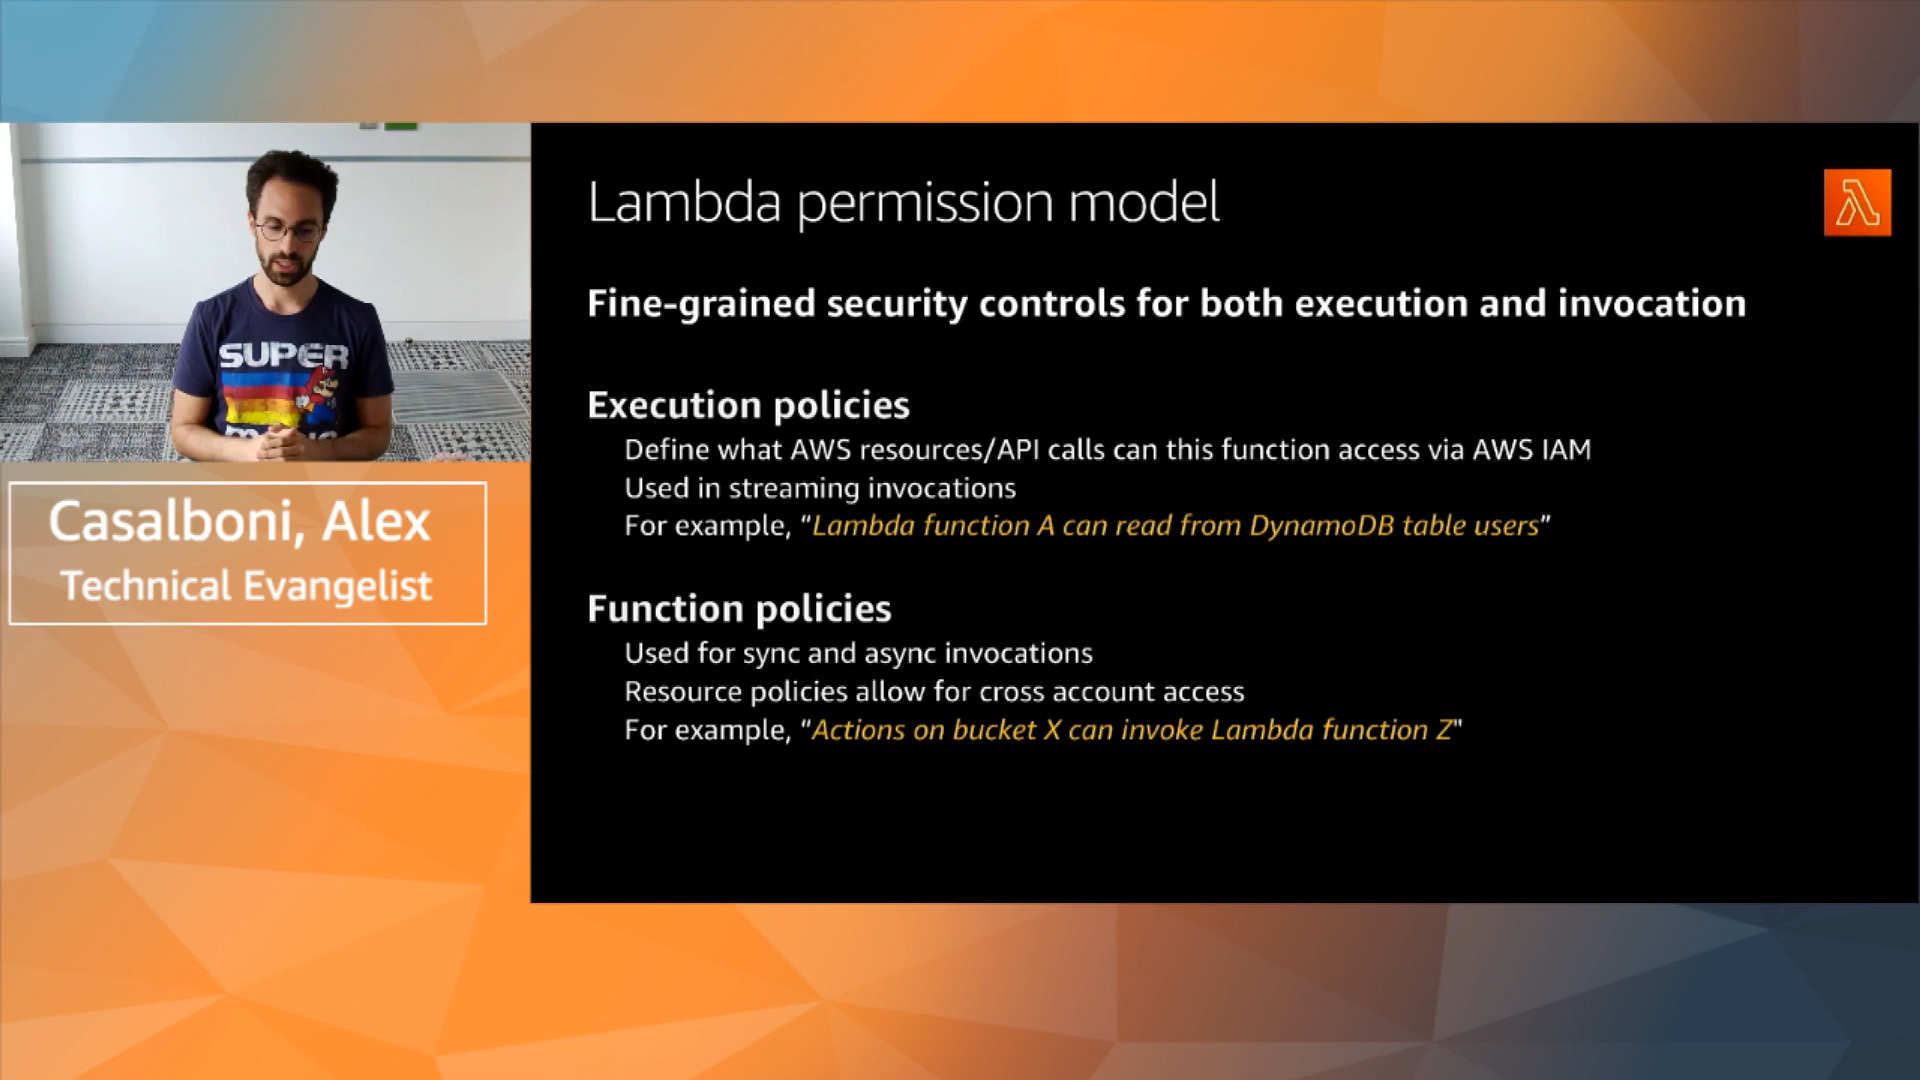 SUPER
Casalboni, Alex
Technical Evangelist
Lambda permission model
Fine-grained security controls for both execution and invocation
Execution policies
Define what AWS resources/API calls can this function access via AWS IAM
Used in streaming invocations
For example, “Lambda function A can read from DynamoDB table users”
Function policies
Used for sync and async invocations
Resource policies allow for cross account access
For example, “Actions on bucket X can invoke Lambda function Z"